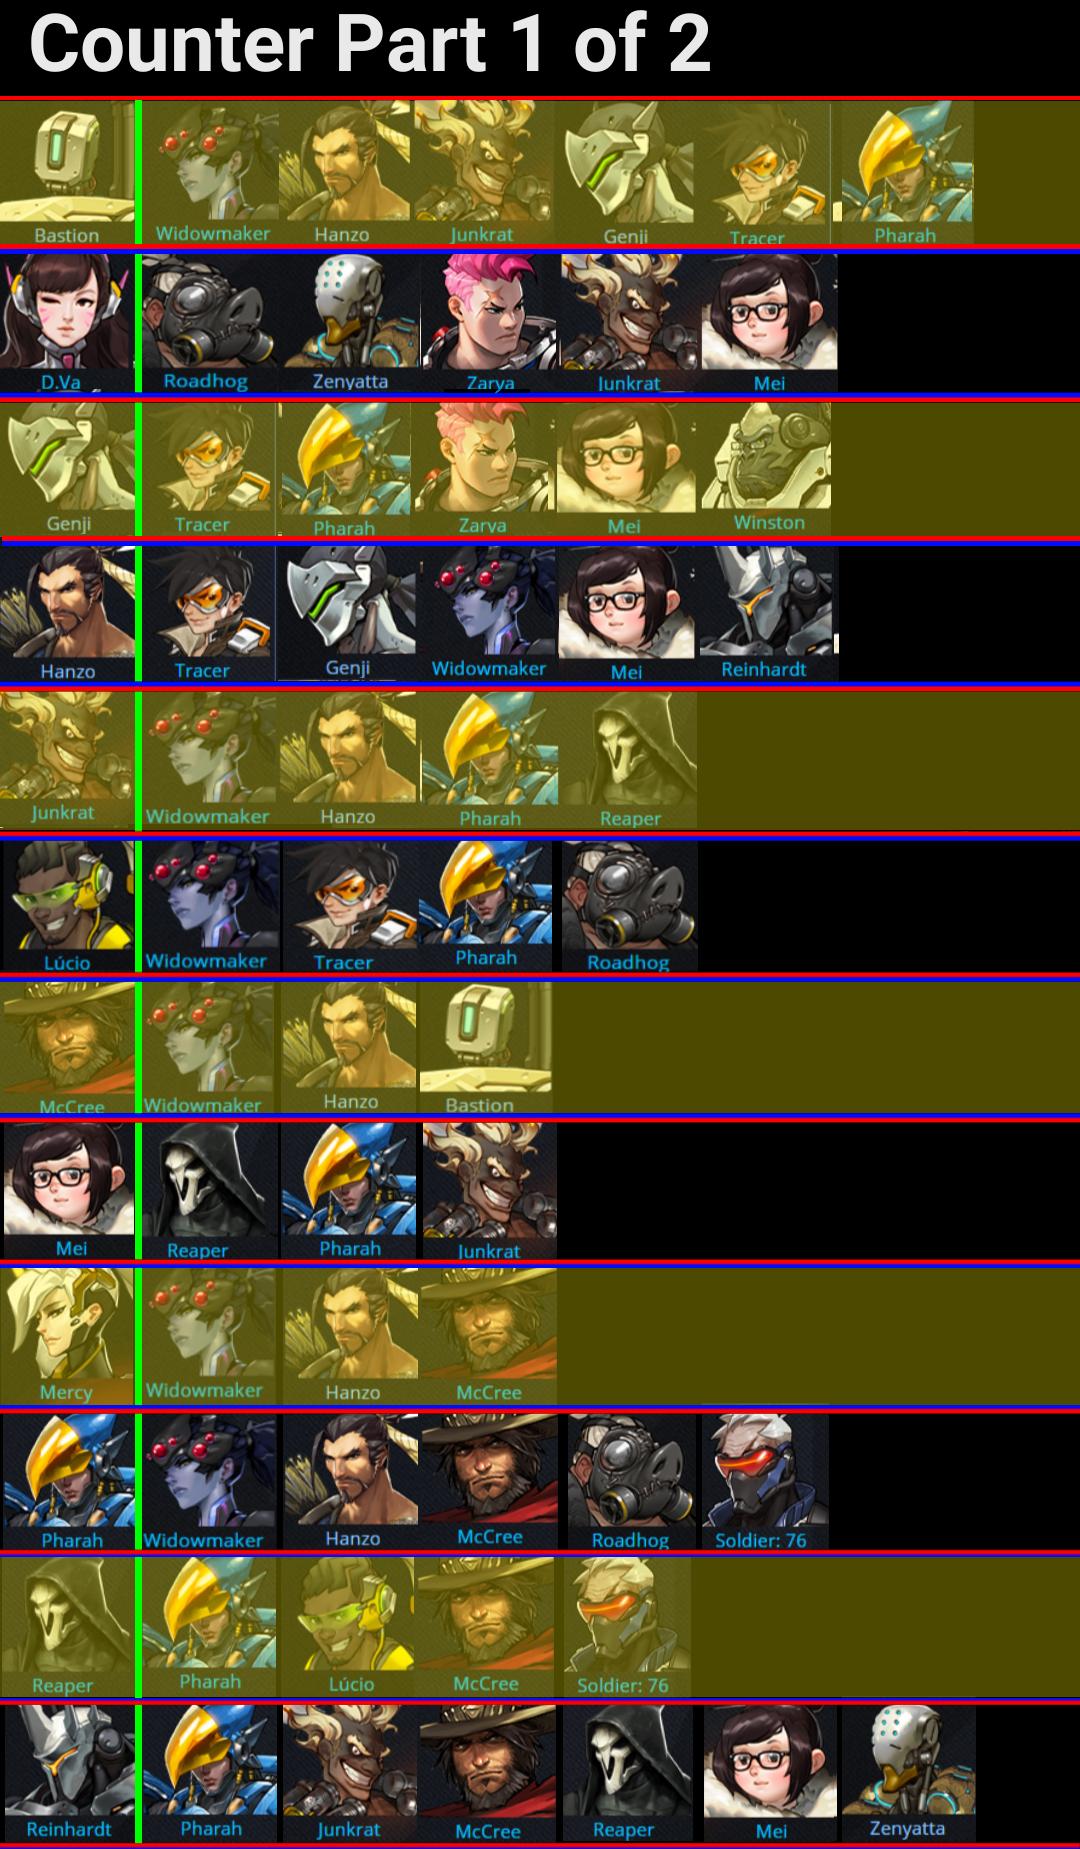 Counter Part 1 of 2
Bastion Widowmaker Hanzo Junkrat Genji Tracer Pharah
D.Va Roadhog Zenyatta Zarya Junkrat Mei
Genji Tracer Pharah Zarya Mei Winston
Hanzo Tracer Genji Widowmaker Mei Reinhardt
Junkrat Widowmaker Hanzo Pharah Reaper
Lúcio Widowmaker Tracer Pharah Roadhog
McCree Widowmaker Hanzo Bastion
Mei Reaper Pharah Junkrat
Mercy Widowmaker Hanzo McCree
Pharah Widowmaker Hanzo McCree Roadhog Soldier: 76
Reaper Pharah Lúcio McCree Soldier: 76
Reinhardt Pharah Junkrat McCree Reaper Mei Zenyatta